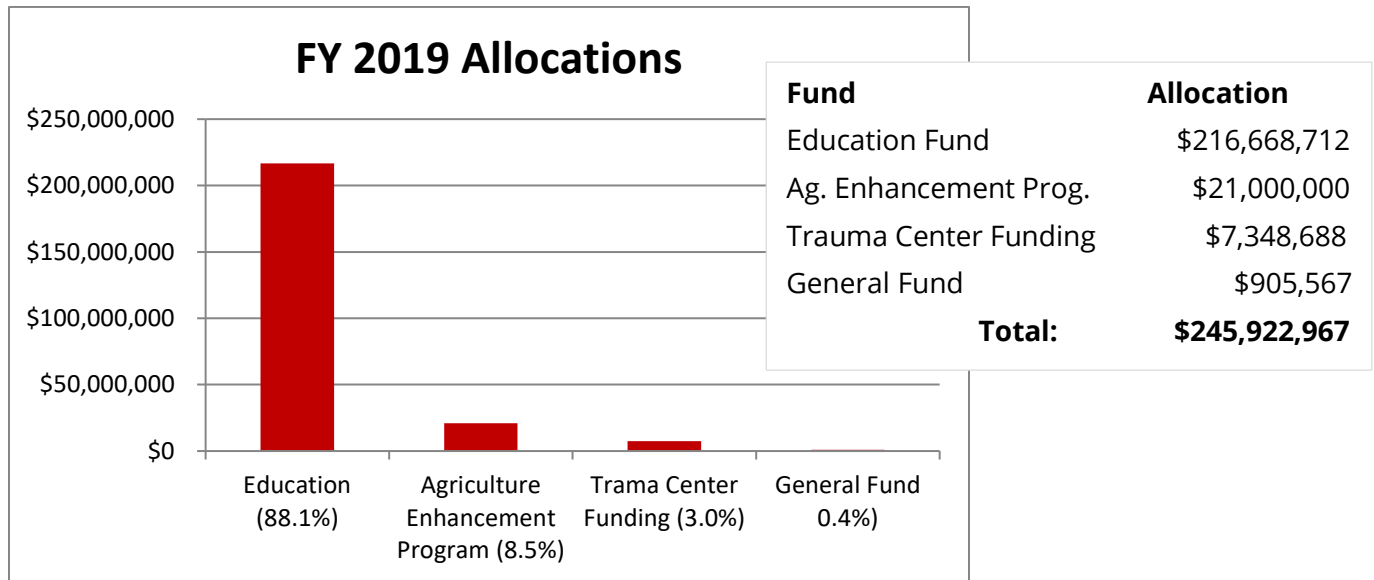 FY 2019 Allocations
$250,000,000
$200,000,000
$150,000,000
$100,000,000
$50,000,000
$0
Education
(88.1%)
Agriculture
Enhancement
Program (8.5%)
Trama Center
Funding (3.0%)
General Fund
0.4%)
Fund Allocation
Education Fund $216,668,712
Ag. Enhancement Prog. $21,000,000
Trauma Center Funding $7,348,688
General Fund $905,567
Total: $245,922,967